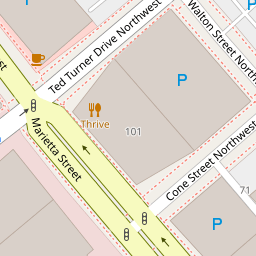 Ted Turner Drive Northwest
Walton Street Northwest
P
Thrive
101
Marietta Street
Cone Street Northwest
71
P